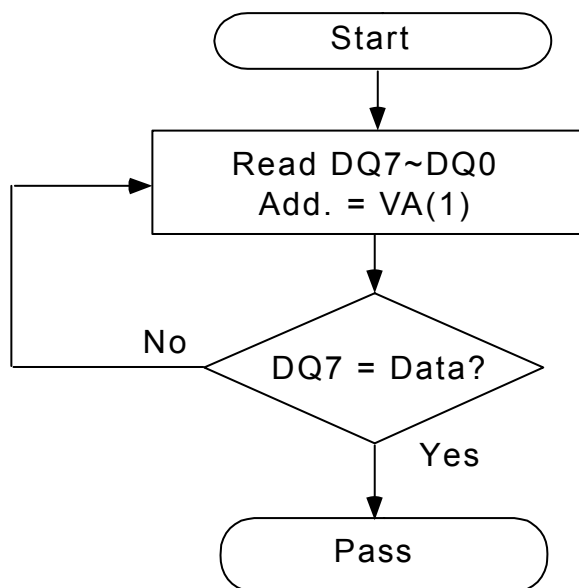 Start
Read DQ7~DQ0
Add. = VA(1)
No
DQ7 = Data?
Yes
Pass